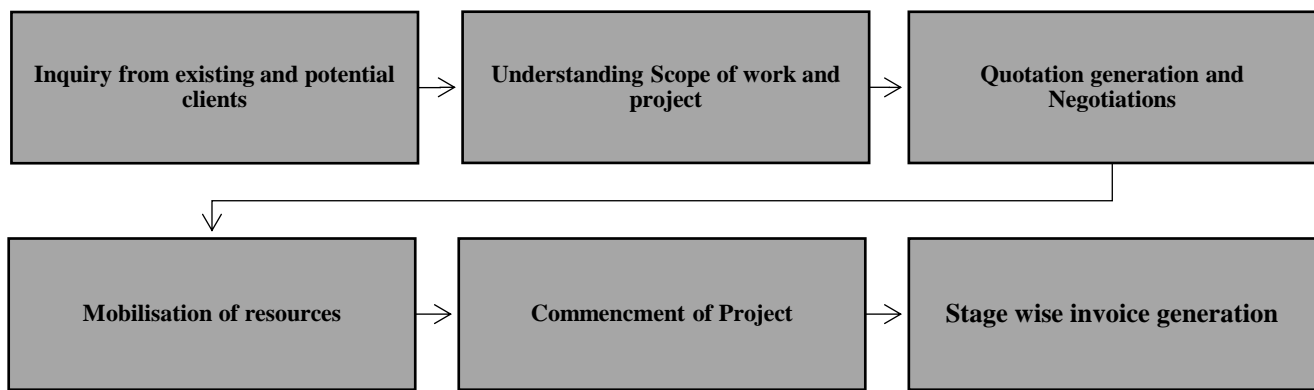 Inquiry from existing and potential
clients
Understanding Scope of work and
project
Quotation generation and
Negotiations
Mobilisation of resources
Commencment of Project
Stage wise invoice generation